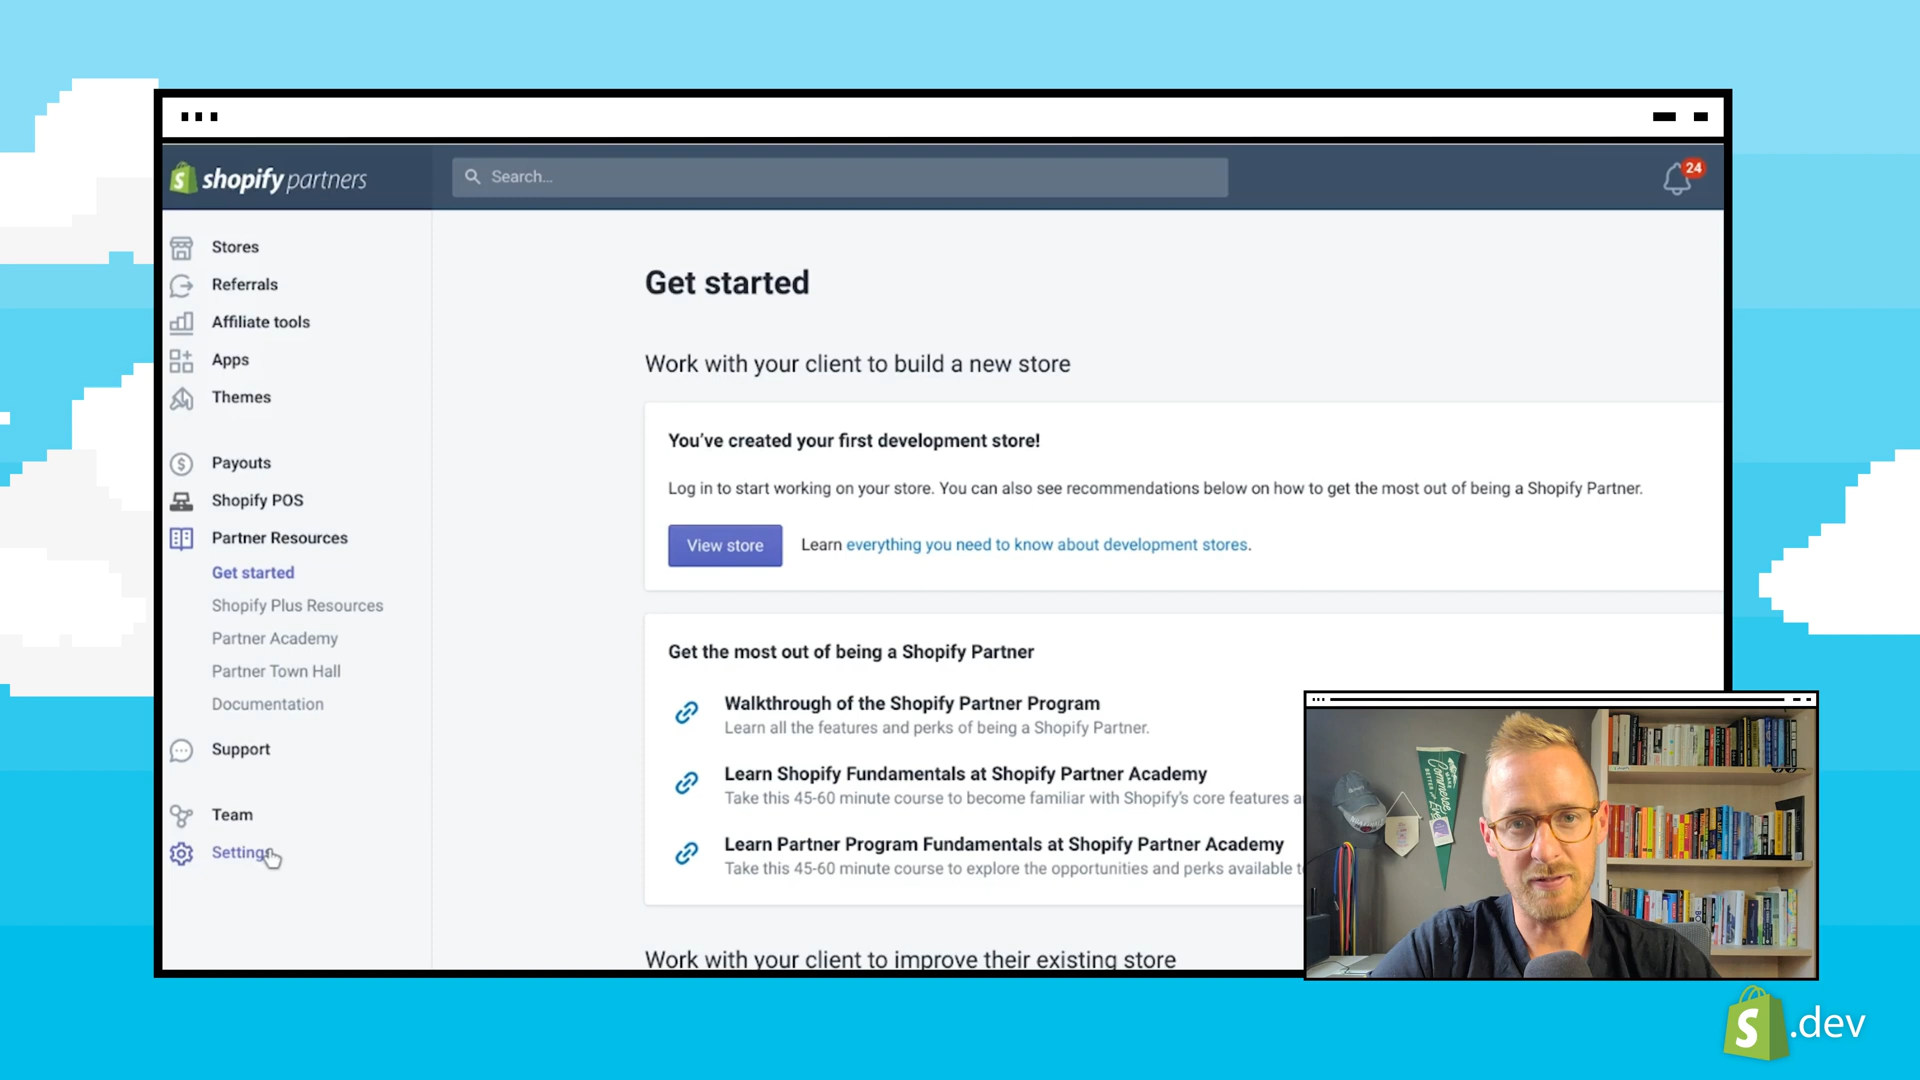 shopify partners
Search...
24
Stores
Referrals
Affiliate tools
Apps
Themes
Payouts
Shopify POS
Partner Resources
Get started
Shopify Plus Resources
Partner Academy
Partner Town Hall
Documentation
Support
Team
Settings
Get started
Work with your client to build a new store
You've created your first development store!
Log in to start working on your store. You can also see recommendations below on how to get the most out of being a Shopify Partner.
View store
Learn everything you need to know about development stores.
Get the most out of being a Shopify Partner
Walkthrough of the Shopify Partner Program
Learn all the features and perks of being a Shopify Partner.
Learn Shopify Fundamentals at Shopify Partner Academy
Take this 45-60 minute course to become familiar with Shopify's core features
Learn Partner Program Fundamentals at Shopify Partner Academy
Take this 45-60 minute course to explore the opportunities and perks available
Work with your client to improve their existing store
Commerce
.dev